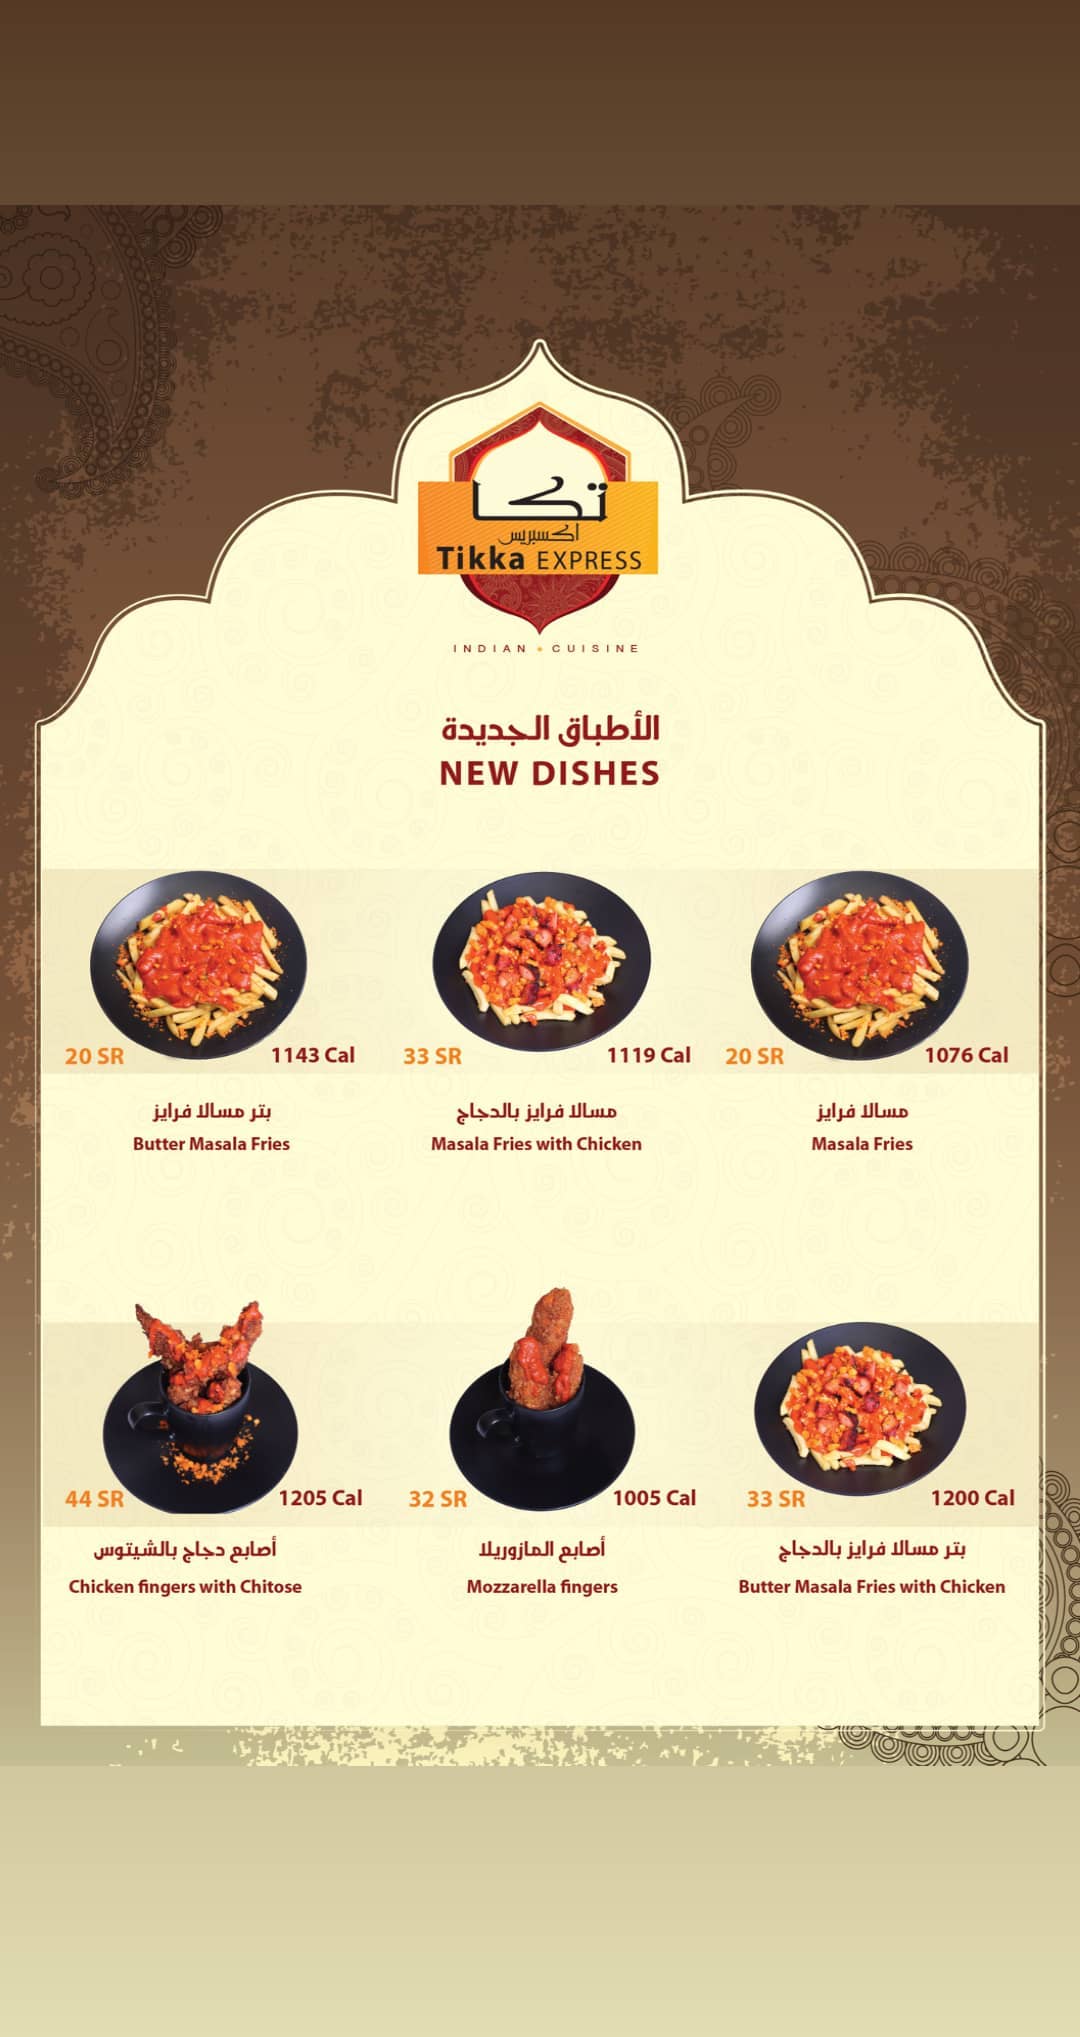 تكا
اكسبريس
Tikka EXPRESS
INDIAN • CUISINE
الأطباق الجديدة
NEW DISHES
20 SR 1143 Cal 33 SR 1119 Cal 20 SR 1076 Cal
بتر مسالا فرايز مسالا فرايز بالدجاج مسالا فرايز
Butter Masala Fries Masala Fries with Chicken Masala Fries
44 SR 1205 Cal 32 SR 1005 Cal 33 SR 1200 Cal
أصابع دجاج بالشيتوس أصابع المازوريلا بتر مسالا فرايز بالدجاج
Chicken fingers with Chitose Mozzarella fingers Butter Masala Fries with Chicken